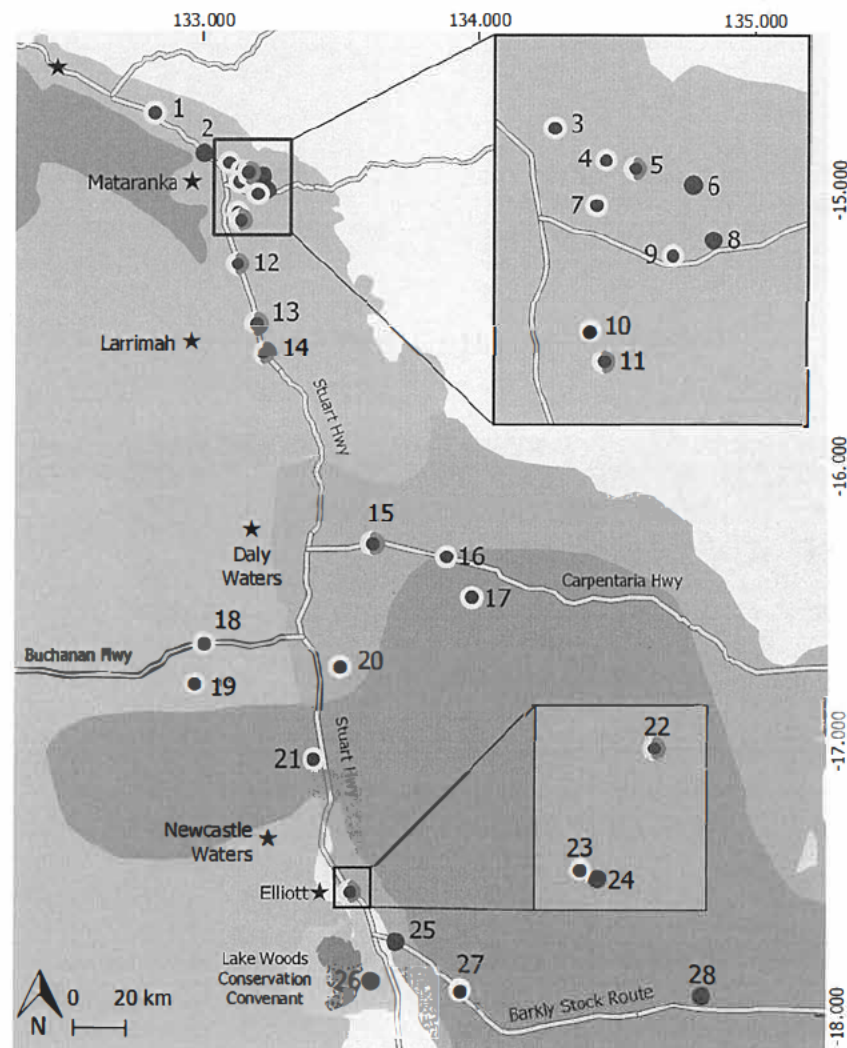 133.000
134.000
135.000
1
2
3
4
5
6
7
8
9
10
11
Mataranka
-15.000
12
13
14
Larrimah
Stuart Hwy
-16.000
15
16
17
Daly
Waters
Carpentaria Hwy
18
Buchanan Hwy
19
20
21
Stuart Hwy
-17.000
22
23
24
Newcastle
Waters
Elliott
25
Lake Woods
Conservation
Convenant
26
27
28
Barkly Stock Route
-18.000
N
0 20 km